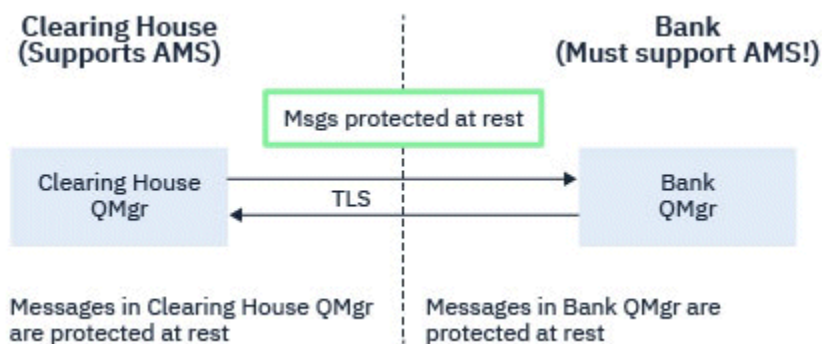 Clearing House
(Supports AMS)
Bank
(Must support AMS!)
Msgs protected at rest
Clearing House
QMgr
TLS
Bank
QMgr
Messages in Clearing House QMgr
are protected at rest
Messages in Bank QMgr are
protected at rest